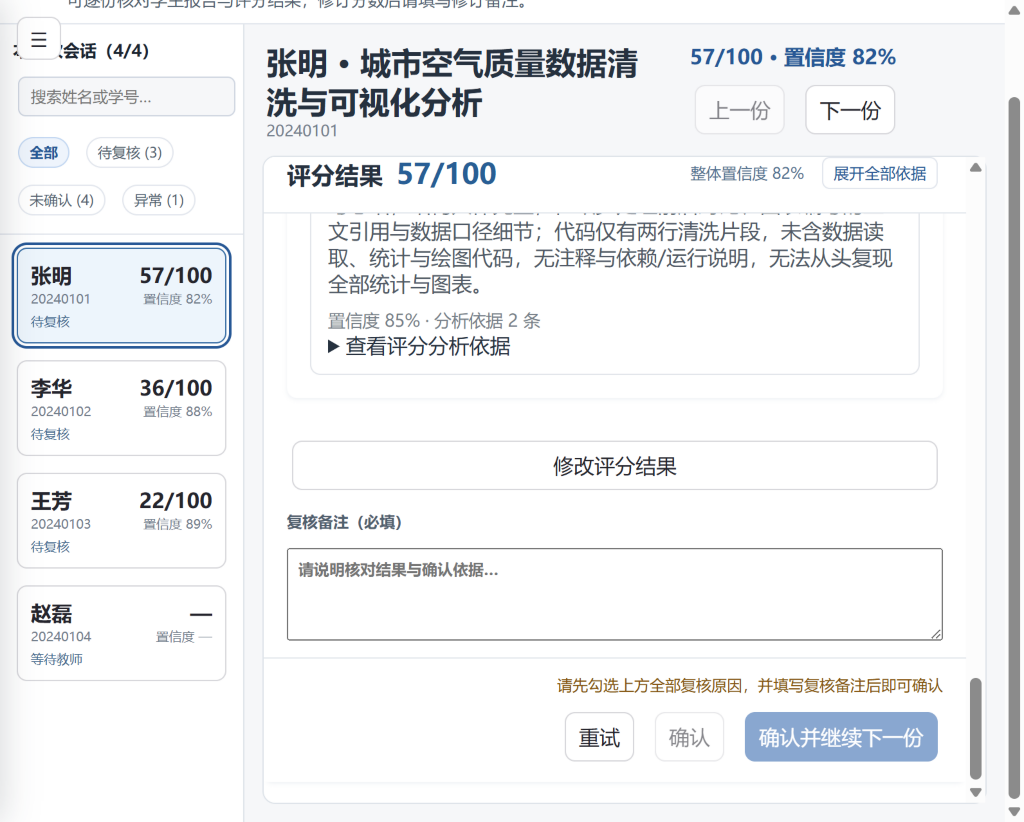 可逐份核对学生报告与评分结果，修订分数后请填写修订备注。
会话（4/4）
搜索姓名或学号...
全部
待复核 (3)
未确认 (4)
异常 (1)
张明
57/100
20240101
置信度 82%
待复核
李华
36/100
20240102
置信度 88%
待复核
王芳
22/100
20240103
置信度 89%
待复核
赵磊
—
20240104
置信度 —
等待教师
张明 • 城市空气质量数据清
洗与可视化分析
20240101
57/100 • 置信度 82%
上一份
下一份
评分结果 57/100
整体置信度 82%
展开全部依据
文引用与数据口径细节；代码仅有两行清洗片段，未含数据读
取、统计与绘图代码，无注释与依赖/运行说明，无法从头复现
全部统计与图表。
置信度 85% · 分析依据 2 条
查看评分分析依据
修改评分结果
复核备注（必填）
请说明核对结果与确认依据...
请先勾选上方全部复核原因，并填写复核备注后即可确认
重试
确认
确认并继续下一份